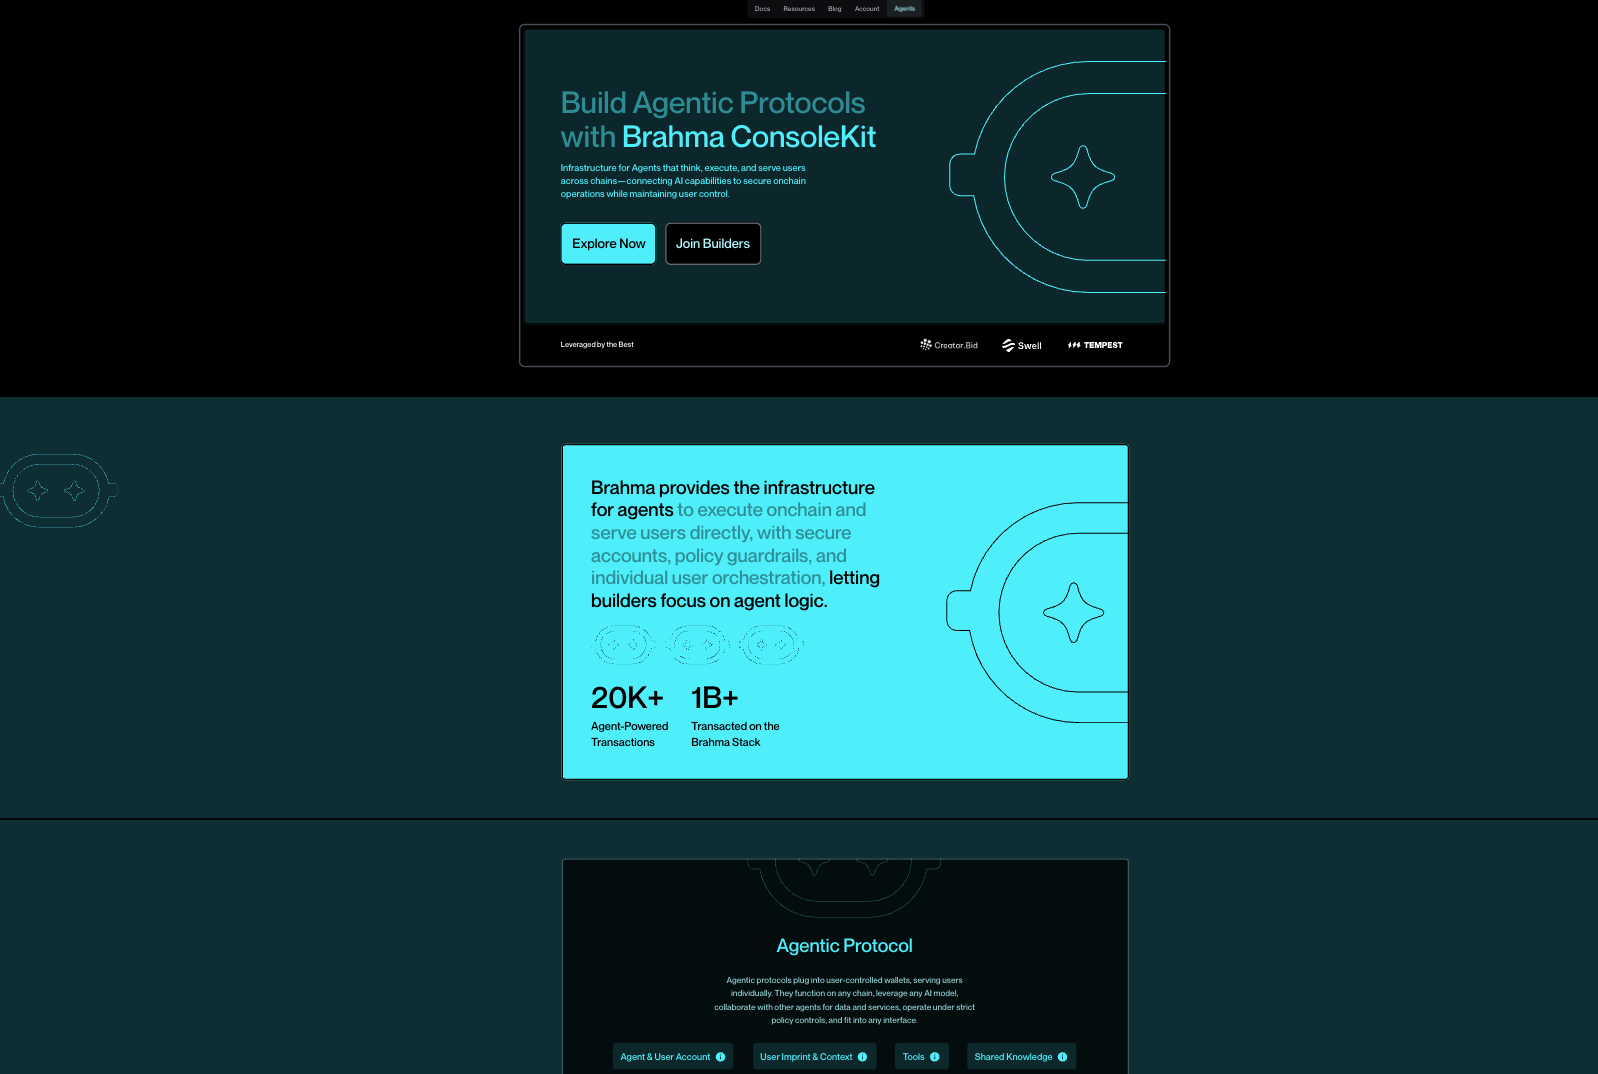 Docs
Resources
Blog
Account
Agents
Build Agentic Protocols
with Brahma ConsoleKit
Infrastructure for Agents that think, execute, and serve users
across chains—connecting AI capabilities to secure onchain
operations while maintaining user control.
Explore Now
Join Builders
Leveraged by the Best
Creator.Bid
Swell
TEMPEST
Brahma provides the infrastructure
for agents to execute onchain and
serve users directly, with secure
accounts, policy guardrails, and
individual user orchestration, letting
builders focus on agent logic.
20K+
Agent-Powered
Transactions
1B+
Transacted on the
Brahma Stack
Agentic Protocol
Agentic protocols plug into user-controlled wallets, serving users
individually. They function on any chain, leverage any AI model,
collaborate with other agents for data and services, operate under strict
policy controls, and fit into any interface.
Agent & User Account
User Imprint & Context
Tools
Shared Knowledge